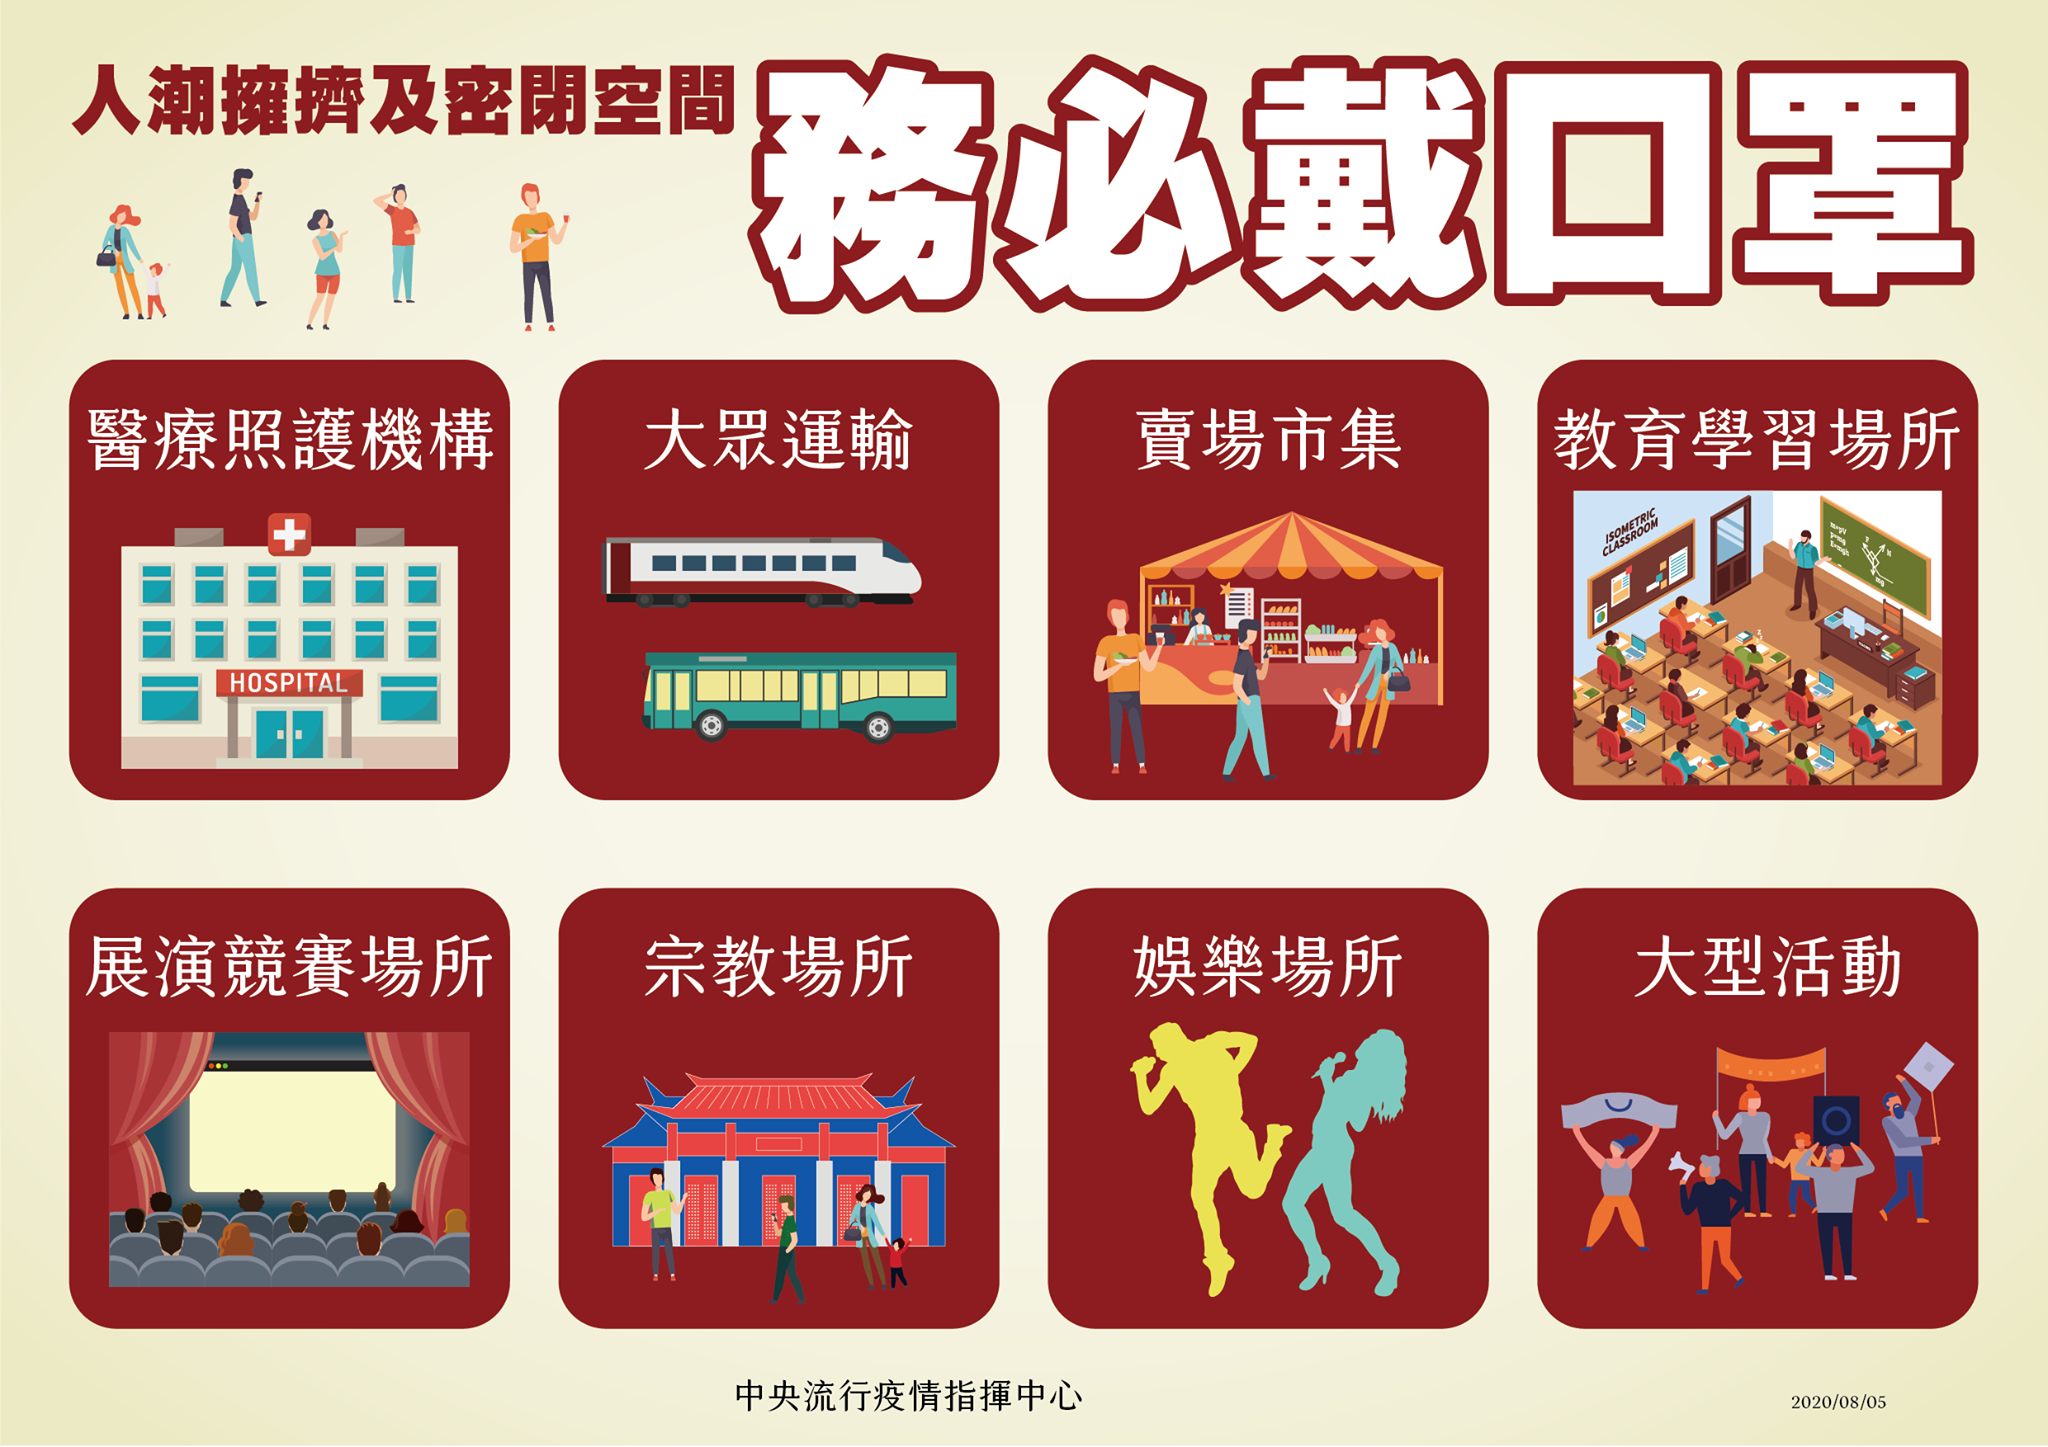 人潮擁擠及密閉空間
務必戴口罩
醫療照護機構
HOSPITAL
大眾運輸
賣場市集
教育學習場所
ISOMETRIC
CLASSROOM
展演競賽場所
宗教場所
娛樂場所
大型活動
中央流行疫情指揮中心
2020/08/05